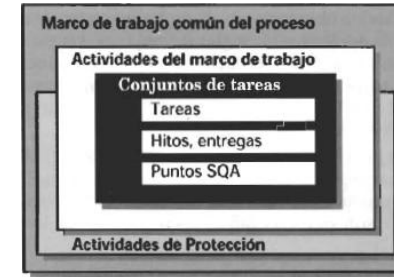 Marco de trabajo común del proceso
Actividades del marco de trabajo
Conjuntos de tareas
Tareas
Hitos, entregas
Puntos SQA
Actividades de Protección